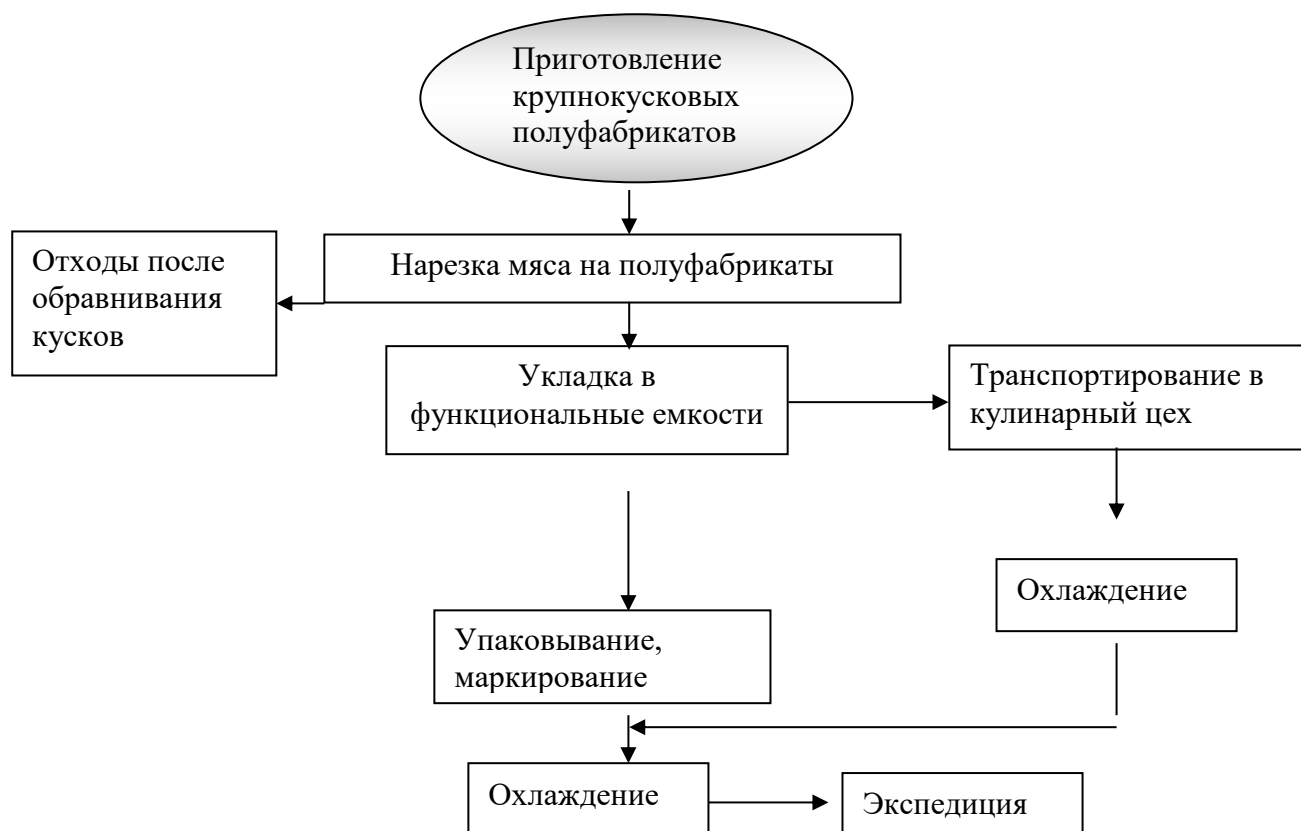 Приготовление
крупнокусковых
полуфабрикатов
Нарезка мяса на полуфабрикаты
Отходы после
обравнивания
кусков
Укладка в
функциональные емкости
Транспортирование в
кулинарный цех
Охлаждение
Упаковывание,
маркирование
Охлаждение
Экспедиция